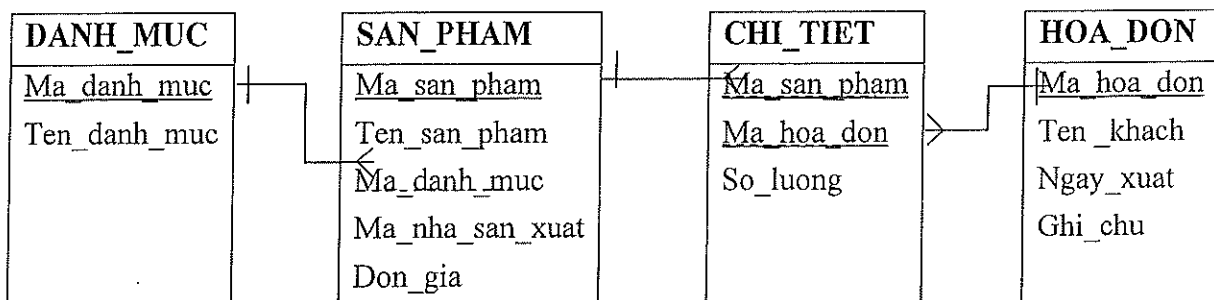 DANH_MUC
Ma_danh_muc
Ten_danh_muc
SAN_PHAM
Ma_san_pham
Ten_san_pham
Ma_danh_muc
Ma_nha_san_xuat
Don_gia
CHI_TIET
Ma_san_pham
Ma_hoa_don
So_luong
HOA_DON
Ma_hoa_don
Ten_khach
Ngay_xuat
Ghi_chu